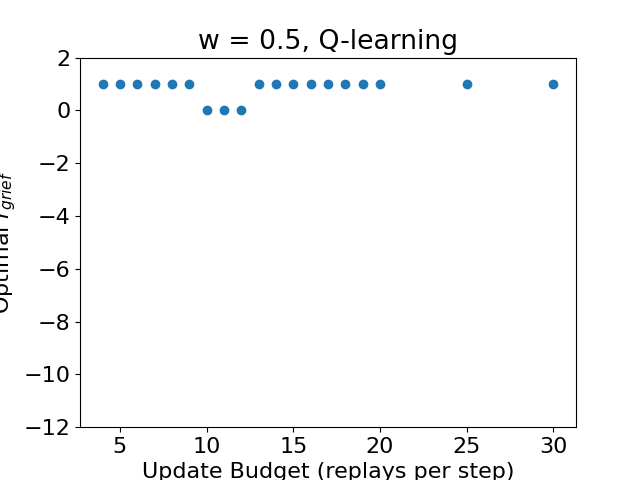 w = 0.5, Q-learning
2
0
−2
−4
−6
−8
−10
−12
Optimal r_grief
5 10 15 20 25 30
Update Budget (replays per step)